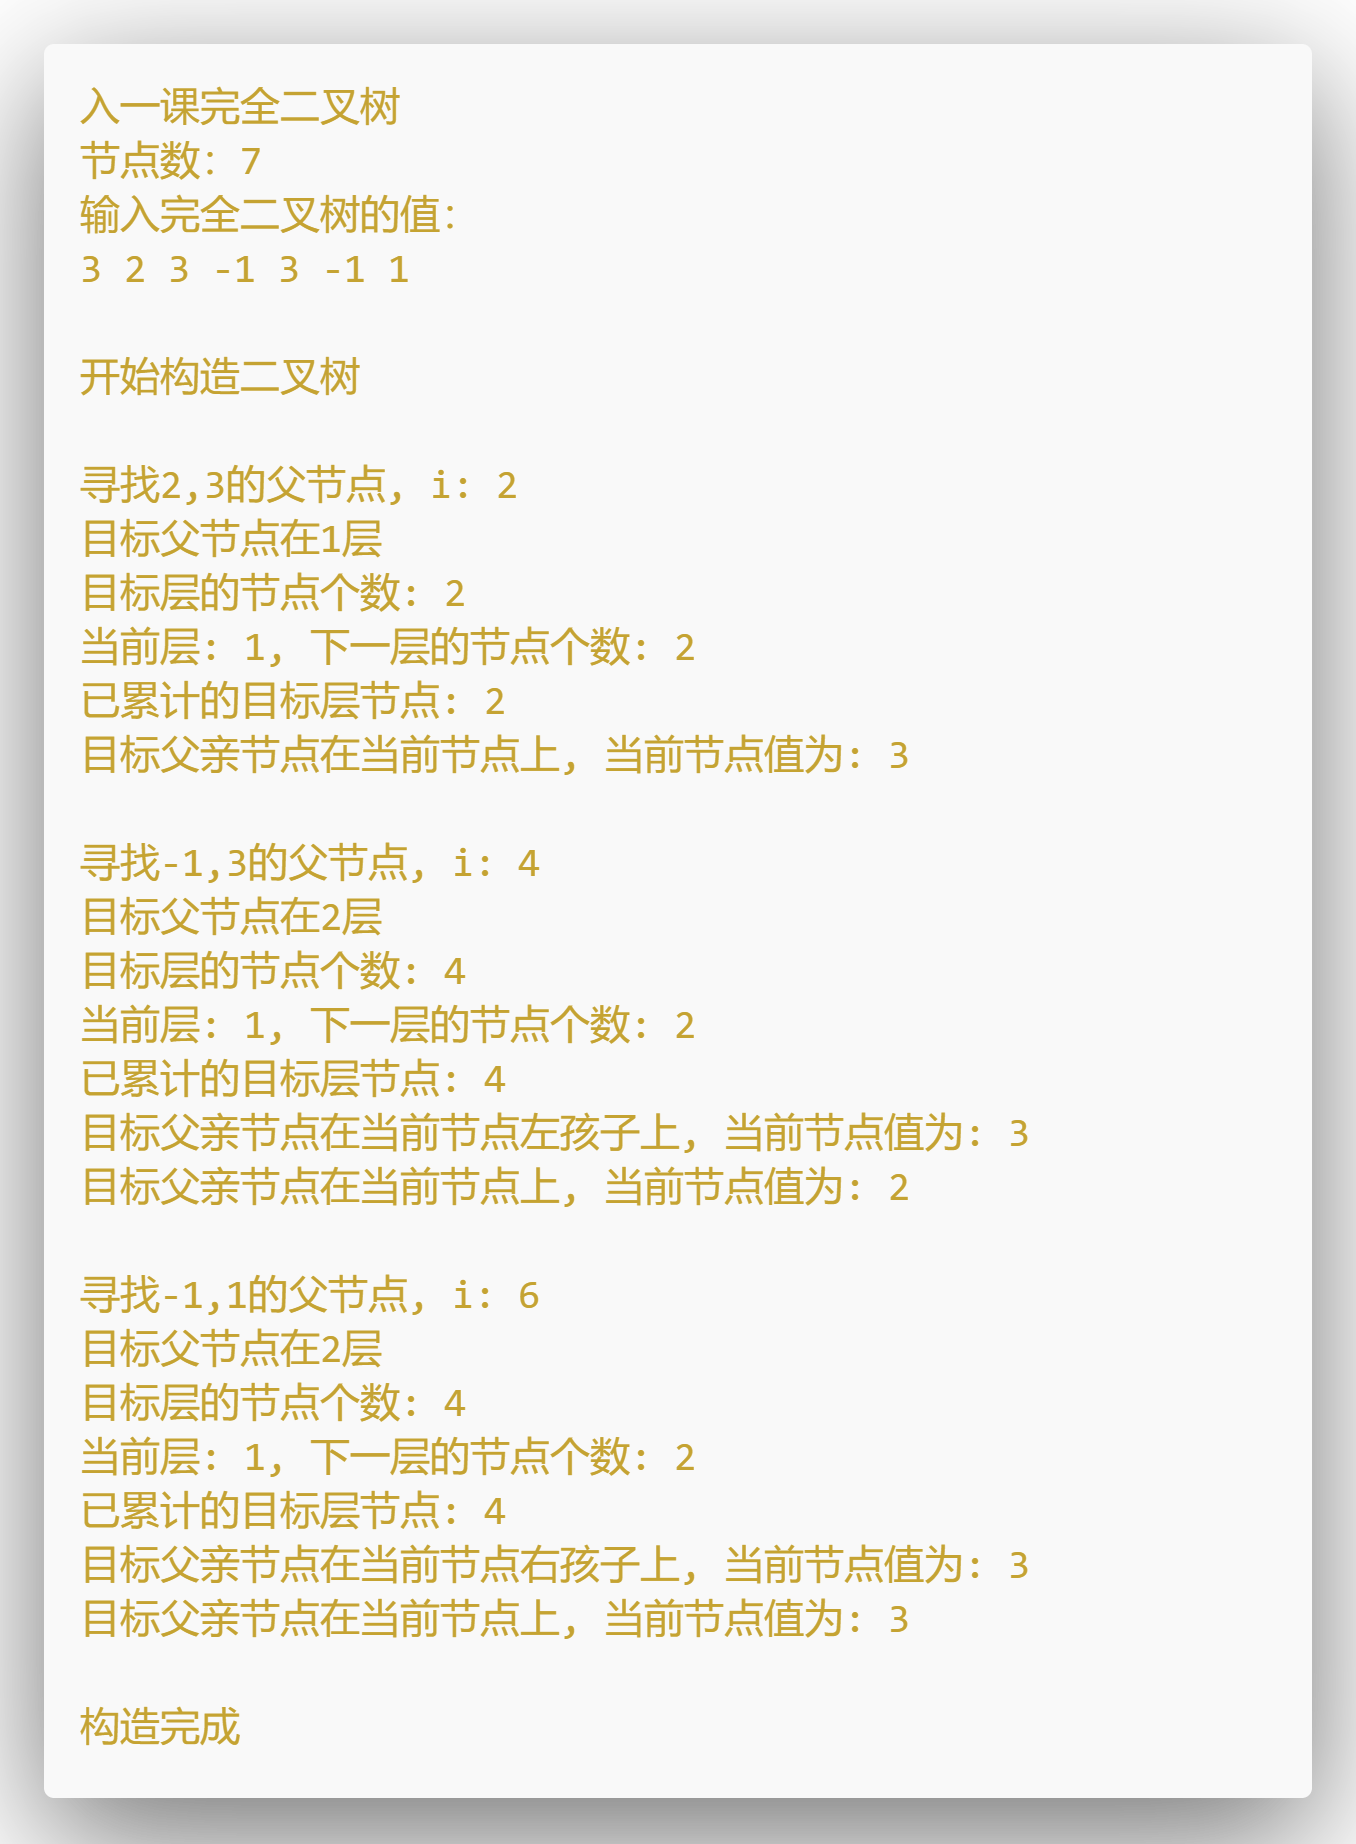 入一课完全二叉树
节点数: 7
输入完全二叉树的值:
3 2 3 -1 3 -1 1
开始构造二叉树
寻找2,3的父节点, i: 2
目标父节点在1层
目标层的节点个数: 2
当前层: 1, 下一层的节点个数: 2
已累计的目标层节点: 2
目标父亲节点在当前节点上, 当前节点值为: 3
寻找-1,3的父节点, i: 4
目标父节点在2层
目标层的节点个数: 4
当前层: 1, 下一层的节点个数: 2
已累计的目标层节点: 4
目标父亲节点在当前节点左孩子上, 当前节点值为: 3
目标父亲节点在当前节点上, 当前节点值为: 2
寻找-1,1的父节点, i: 6
目标父节点在2层
目标层的节点个数: 4
当前层: 1, 下一层的节点个数: 2
已累计的目标层节点: 4
目标父亲节点在当前节点右孩子上, 当前节点值为: 3
目标父亲节点在当前节点上, 当前节点值为: 3
构造完成